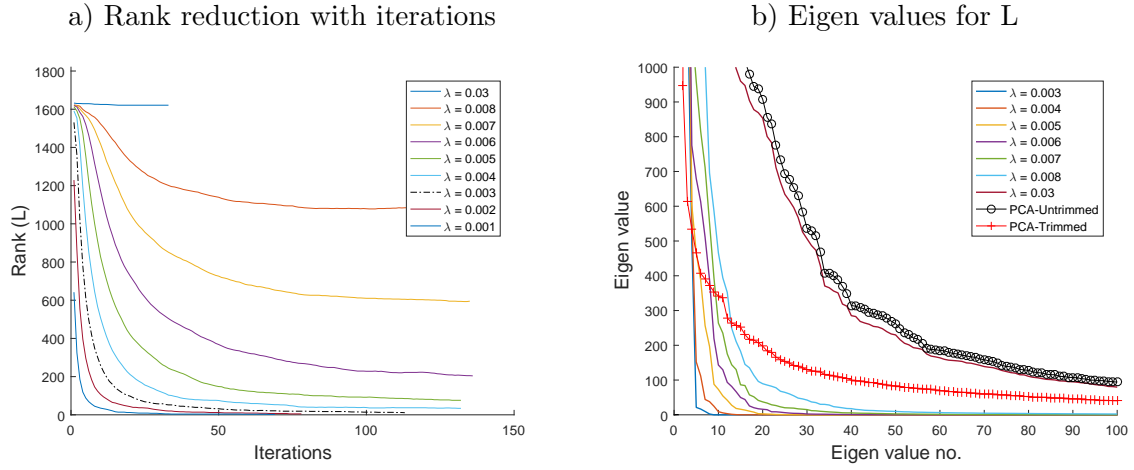 a) Rank reduction with iterations
1800
1600
1400
1200
1000
800
600
400
200
0
0
50
100
150
Rank (L)
Iterations
λ = 0.03
λ = 0.008
λ = 0.007
λ = 0.006
λ = 0.005
λ = 0.004
λ = 0.003
λ = 0.002
λ = 0.001
b) Eigen values for L
1000
900
800
700
600
500
400
300
200
100
0
0
10
20
30
40
50
60
70
80
90
100
Eigen value
Eigen value no.
λ = 0.003
λ = 0.004
λ = 0.005
λ = 0.006
λ = 0.007
λ = 0.008
λ = 0.03
PCA-Untrimmed
PCA-Trimmed